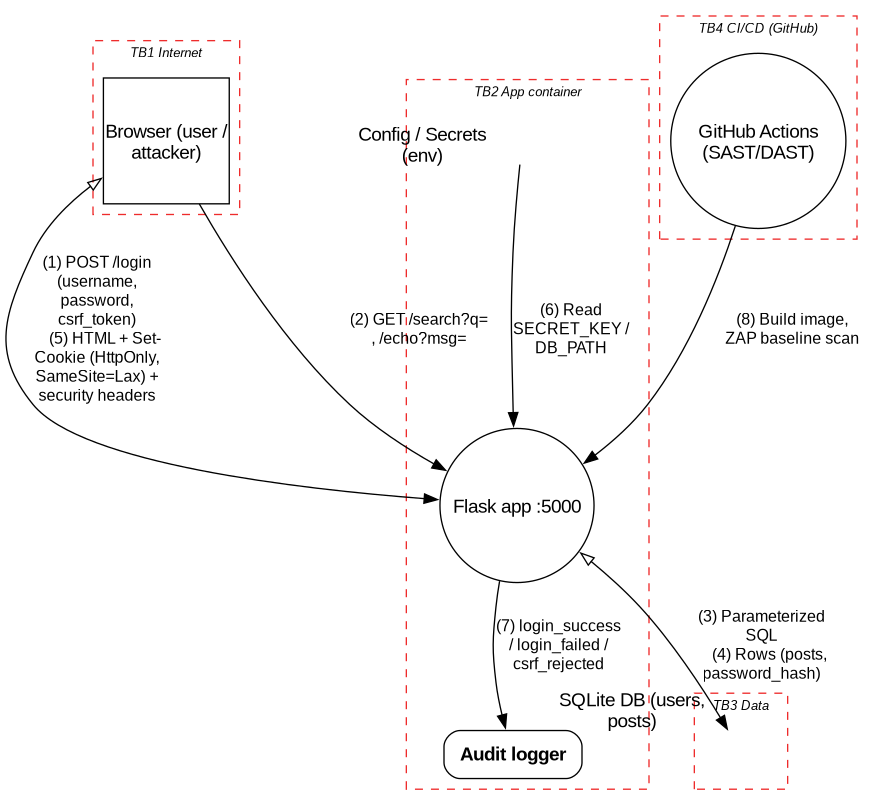 TB4 CI/CD (GitHub)
TB1 Internet
TB2 App container
Browser (user /
attacker)
Config / Secrets
(env)
GitHub Actions
(SAST/DAST)
(1) POST /login
(username,
password,
csrf_token)
(5) HTML + Set-
Cookie (HttpOnly,
SameSite=Lax) +
security headers
(2) GET /search?q=
, /echo?msg=
(6) Read
SECRET_KEY /
DB_PATH
(8) Build image,
ZAP baseline scan
Flask app :5000
(7) login_success
/ login_failed /
csrf_rejected
(3) Parameterized
SQL
(4) Rows (posts,
password_hash)
SQLite DB (users,
posts)
TB3 Data
Audit logger